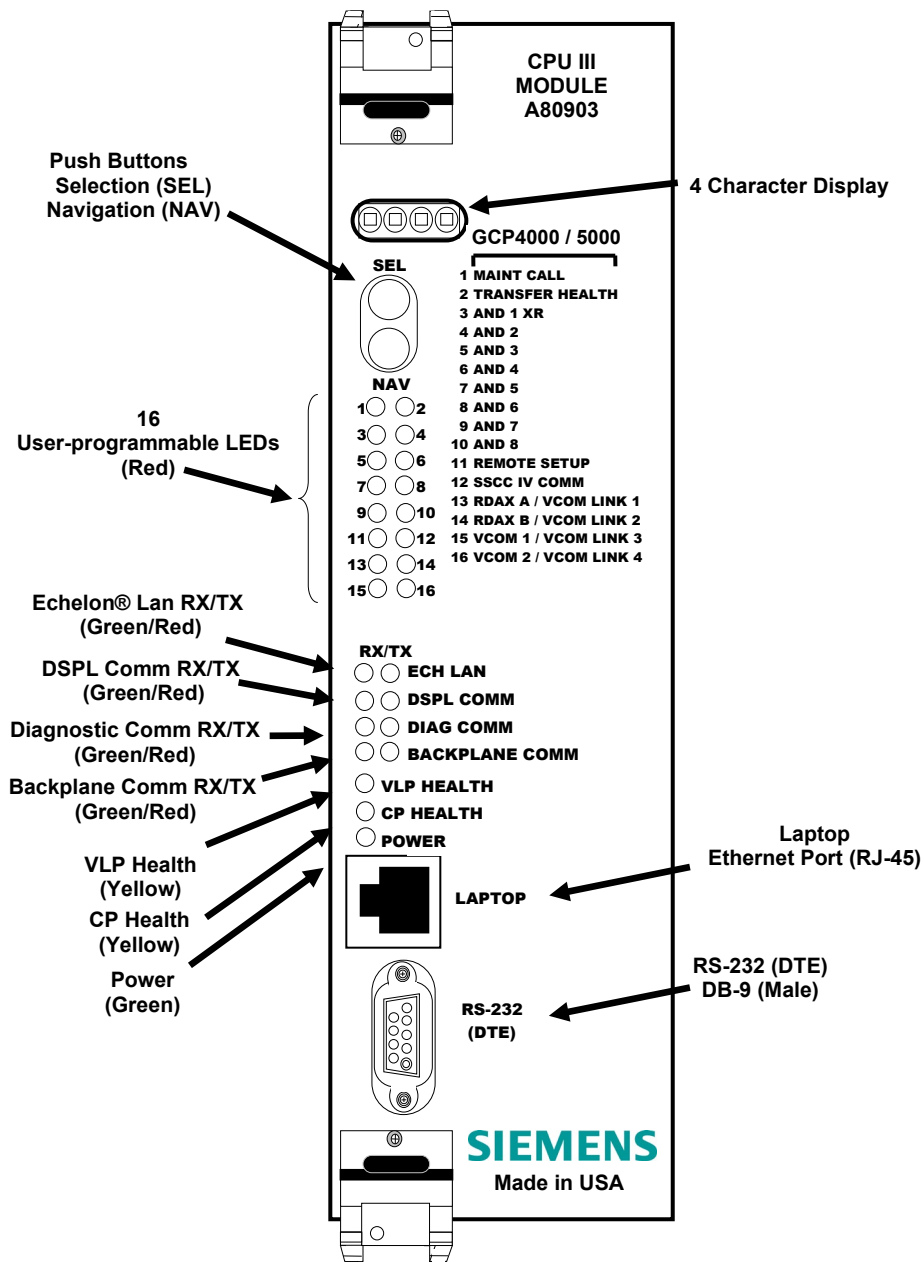 CPU III
MODULE
A80903
Push Buttons
Selection (SEL)
Navigation (NAV)
4 Character Display
GCP4000 / 5000
SEL
NAV
1 MAINT CALL
2 TRANSFER HEALTH
3 AND 1 XR
4 AND 2
5 AND 3
6 AND 4
7 AND 5
8 AND 6
9 AND 7
10 AND 8
11 REMOTE SETUP
12 SSCC IV COMM
13 RDAX A / VCOM LINK 1
14 RDAX B / VCOM LINK 2
15 VCOM 1 / VCOM LINK 3
16 VCOM 2 / VCOM LINK 4
16
User-programmable LEDs
(Red)
1 2
3 4
5 6
7 8
9 10
11 12
13 14
15 16
Echelon® Lan RX/TX
(Green/Red)
DSPL Comm RX/TX
(Green/Red)
Diagnostic Comm RX/TX
(Green/Red)
Backplane Comm RX/TX
(Green/Red)
VLP Health
(Yellow)
CP Health
(Yellow)
Power
(Green)
RX/TX
ECH LAN
DSPL COMM
DIAG COMM
BACKPLANE COMM
VLP HEALTH
CP HEALTH
POWER
LAPTOP
Laptop
Ethernet Port (RJ-45)
RS-232
(DTE)
RS-232 (DTE)
DB-9 (Male)
SIEMENS
Made in USA